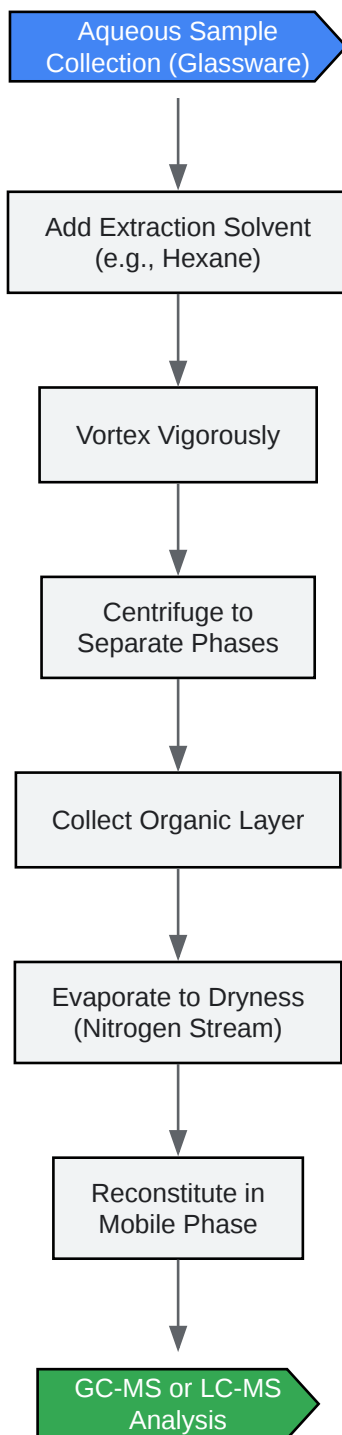 Aqueous Sample
Collection (Glassware)
Add Extraction Solvent
(e.g., Hexane)
Vortex Vigorously
Centrifuge to
Separate Phases
Collect Organic Layer
Evaporate to Dryness
(Nitrogen Stream)
Reconstitute in
Mobile Phase
GC-MS or LC-MS
Analysis